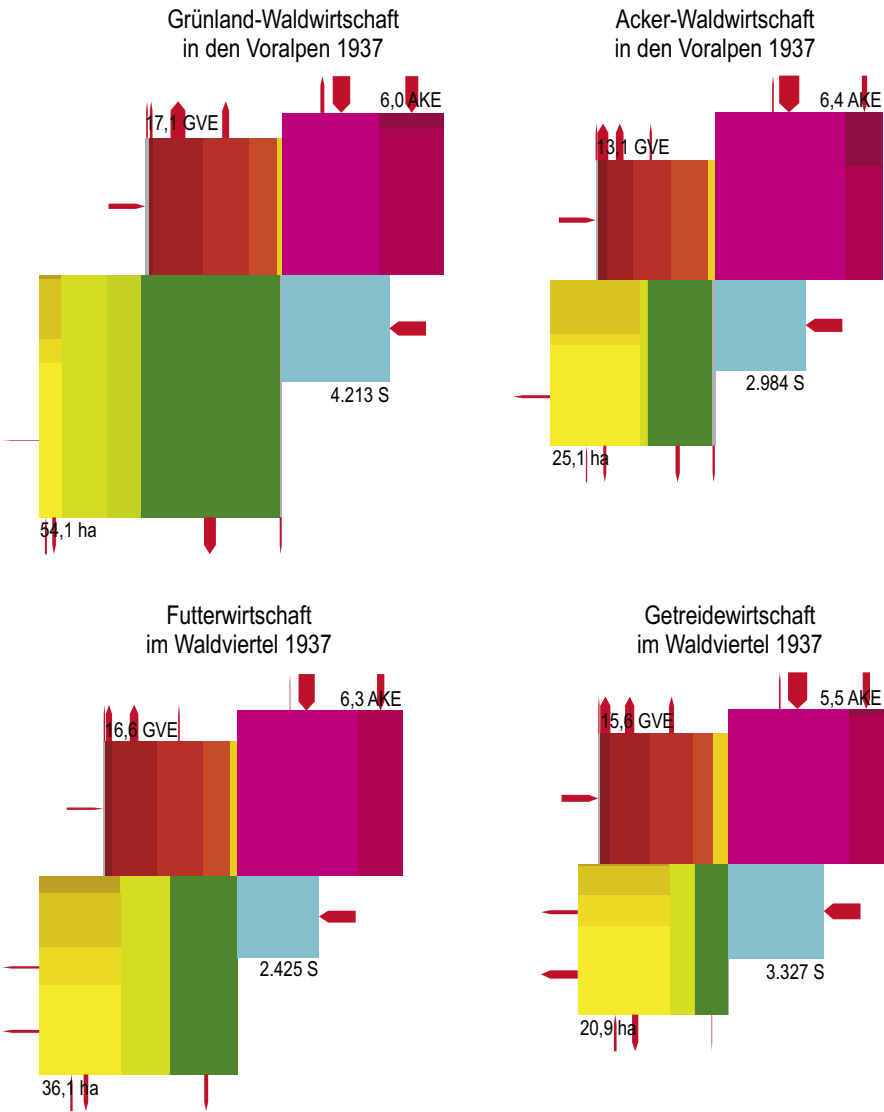 Grünland-Waldwirtschaft
in den Voralpen 1937
17,1 GVE
6,0 AKE
4.213 S
54,1 ha
Acker-Waldwirtschaft
in den Voralpen 1937
13,1 GVE
6,4 AKE
2.984 S
25,1 ha
Futterwirtschaft
im Waldviertel 1937
16,6 GVE
6,3 AKE
2.425 S
36,1 ha
Getreidewirtschaft
im Waldviertel 1937
15,6 GVE
5,5 AKE
3.327 S
20,9 ha